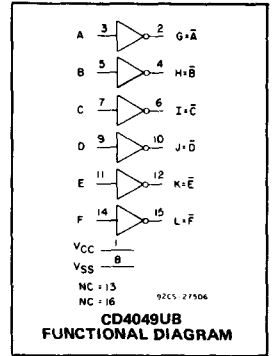 A 3 2 G=A̅
B 5 4 H=B̅
C 7 6 I=C̅
D 9 10 J=D̅
E 11 12 K=E̅
F 14 15 L=F̅
VCC 1
VSS 8
NC = 13
NC = 16
92CS-27506
CD4049UB
FUNCTIONAL DIAGRAM